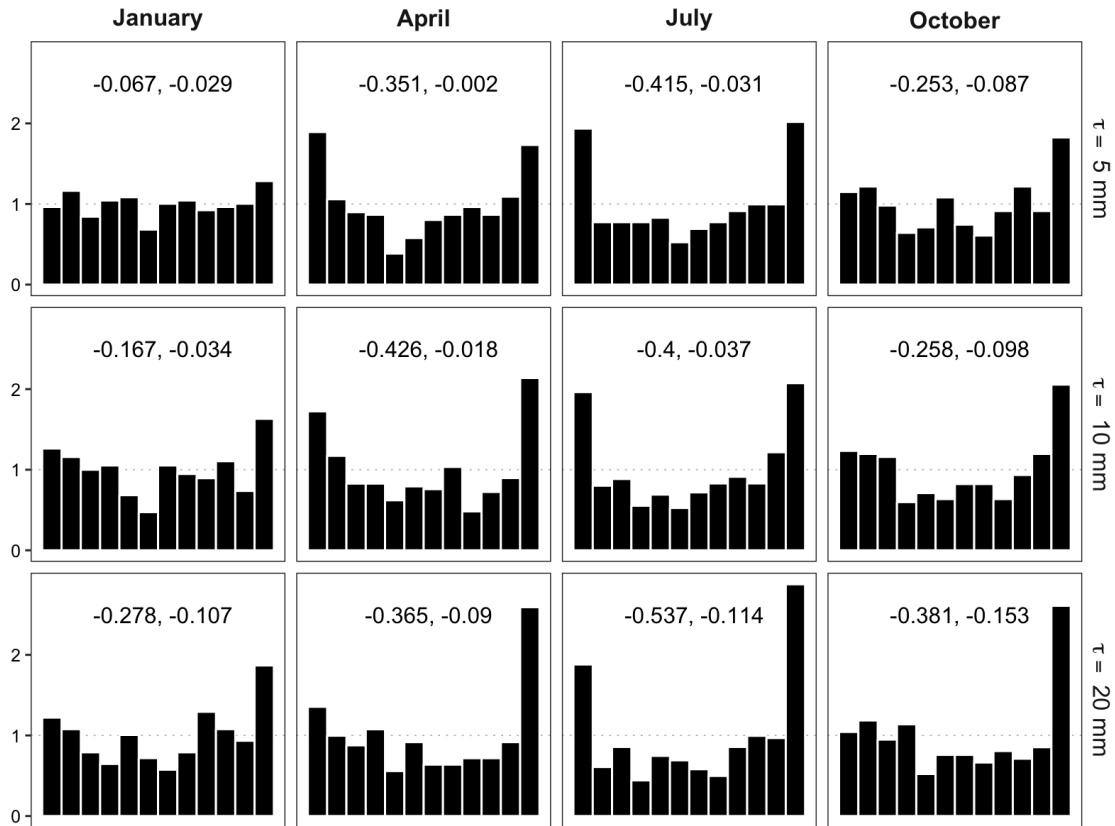 January April July October
-0.067, -0.029 -0.351, -0.002 -0.415, -0.031 -0.253, -0.087
2
1
0
τ = 5 mm
-0.167, -0.034 -0.426, -0.018 -0.4, -0.037 -0.258, -0.098
2
1
0
τ = 10 mm
-0.278, -0.107 -0.365, -0.09 -0.537, -0.114 -0.381, -0.153
2
1
0
τ = 20 mm